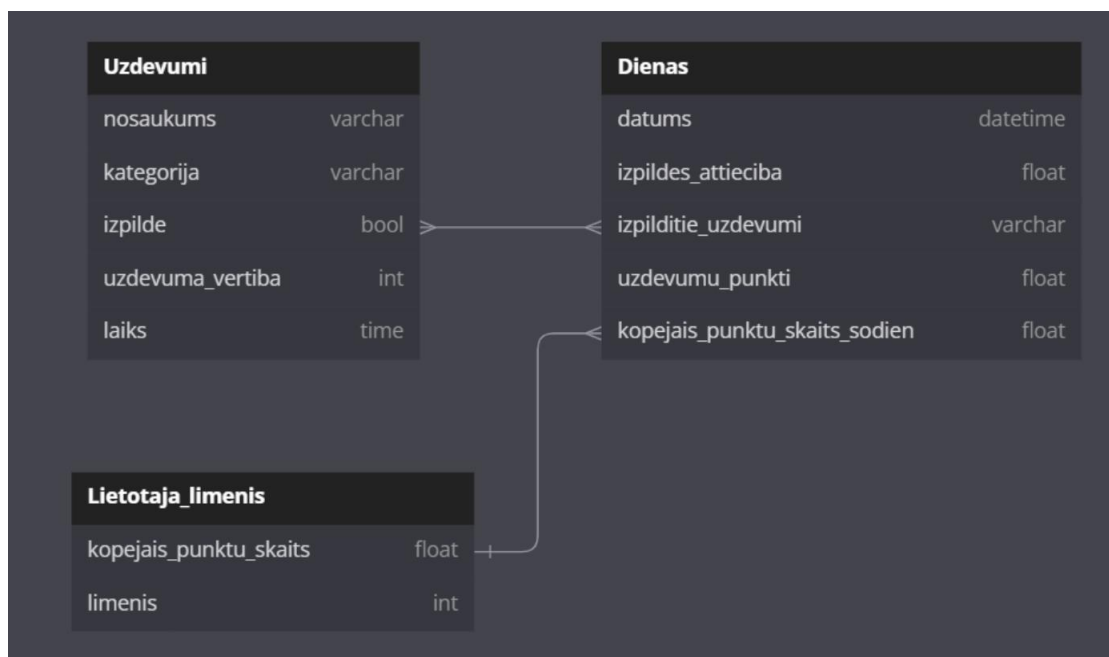 Uzdevumi
nosaukums varchar
kategorija varchar
izpilde bool
uzdevuma_vertiba int
laiks time
Dienas
datums datetime
izpildes_attieciba float
izpilditie_uzdevumi varchar
uzdevumu_punkti float
kopejais_punktu_skaits_sodien float
Lietotaja_limenis
kopejais_punktu_skaits float
limenis int